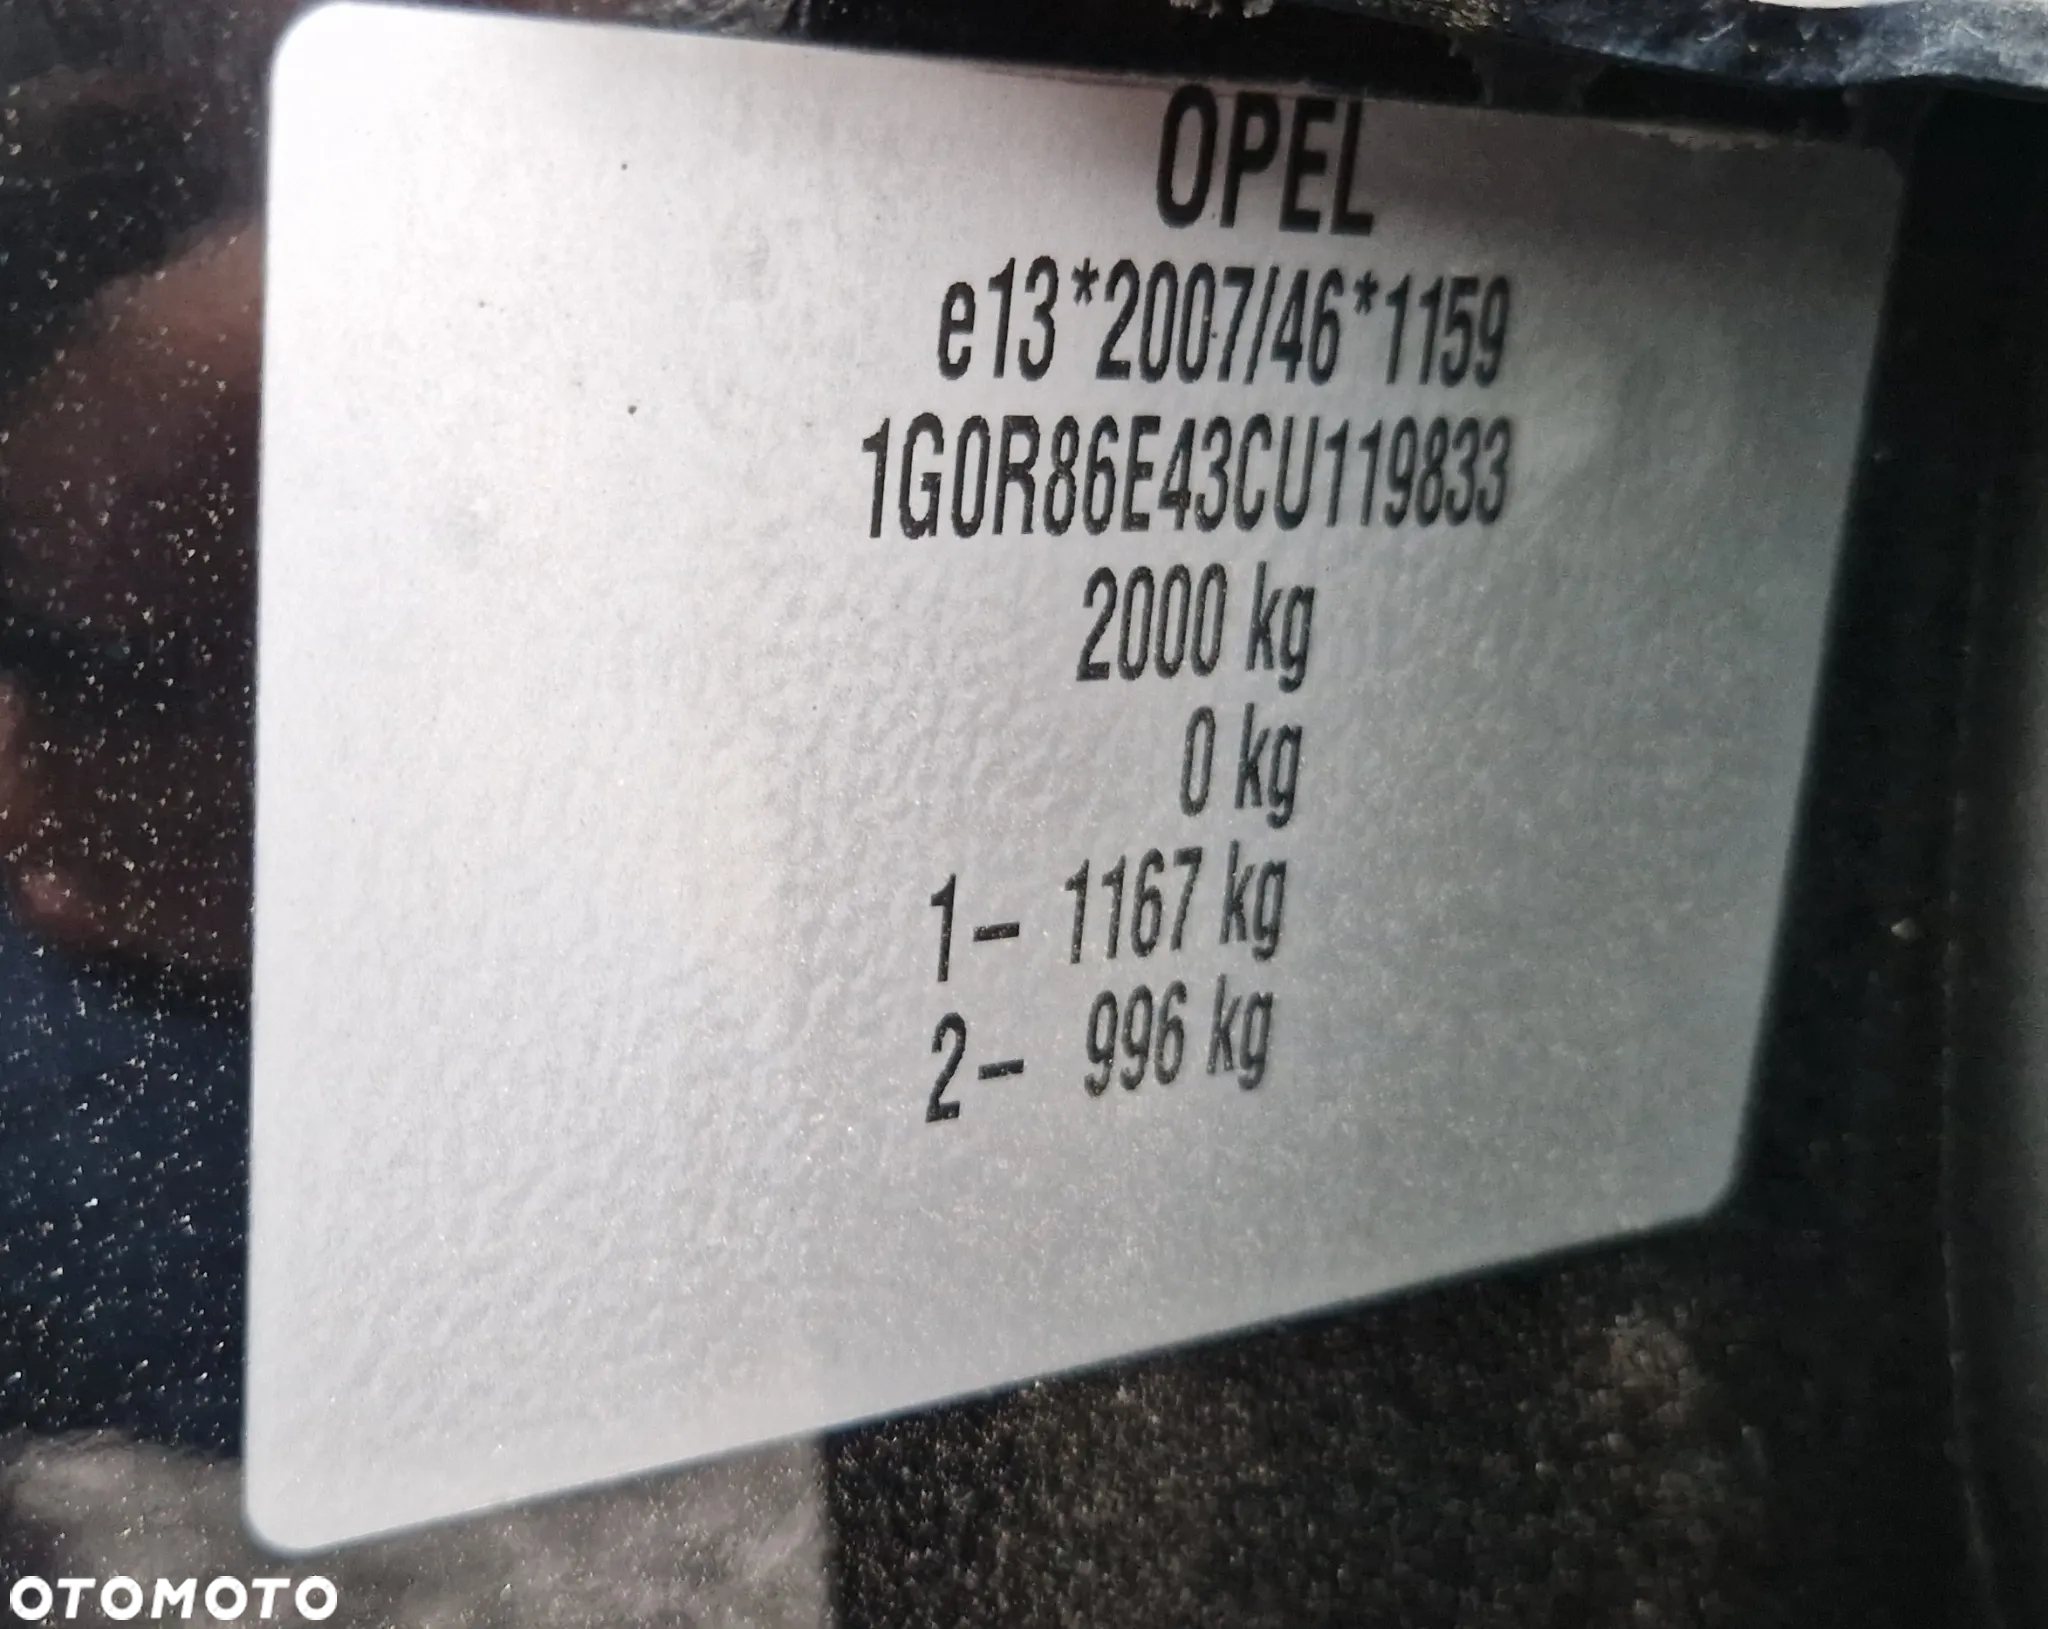 OPEL
e13*2007/46*1159
1G0R86E43CU119833
2000 kg
0 kg
1– 1167 kg
2– 996 kg
OTOMOTO